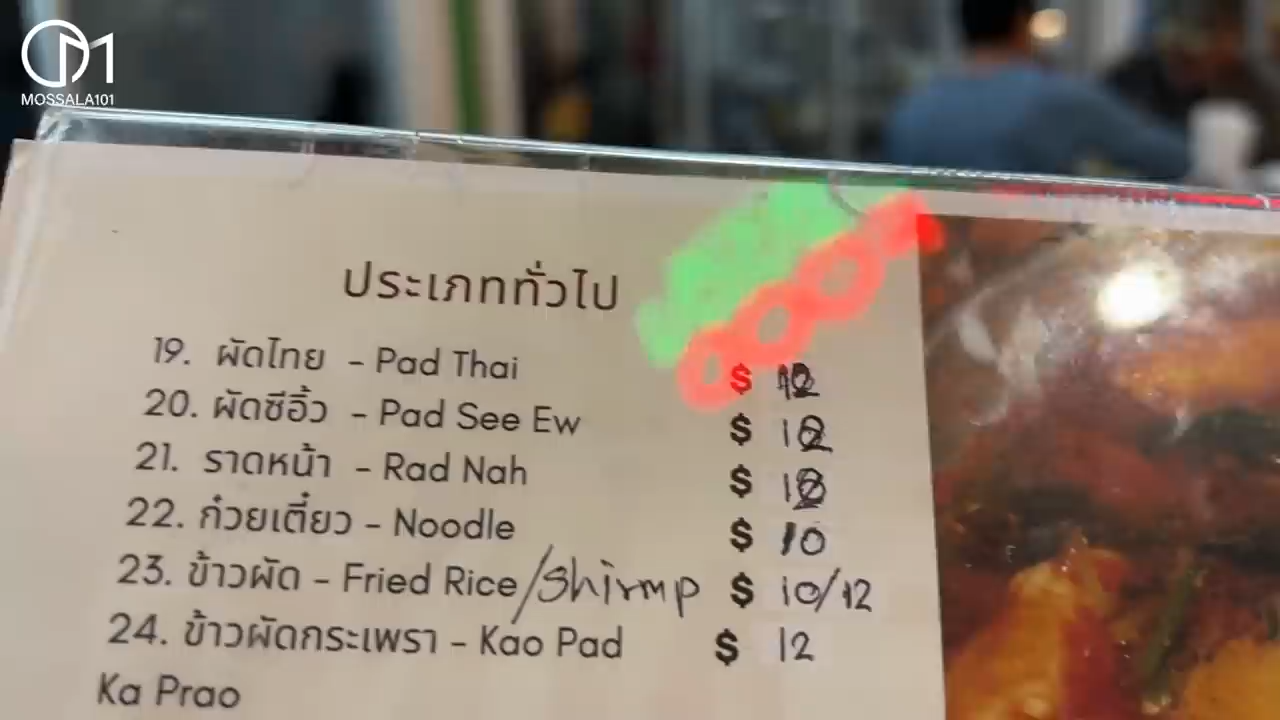 MOSSALA101
ประเภททั่วไป
19. ผัดไทย - Pad Thai $ 12
20. ผัดซีอิ้ว - Pad See Ew $ 12
21. ราดหน้า - Rad Nah $ 12
22. ก๋วยเตี๋ยว - Noodle $ 10
23. ข้าวผัด - Fried Rice/Shirmp $ 10/12
24. ข้าวผัดกระเพรา - Kao Pad $ 12
Ka Prao